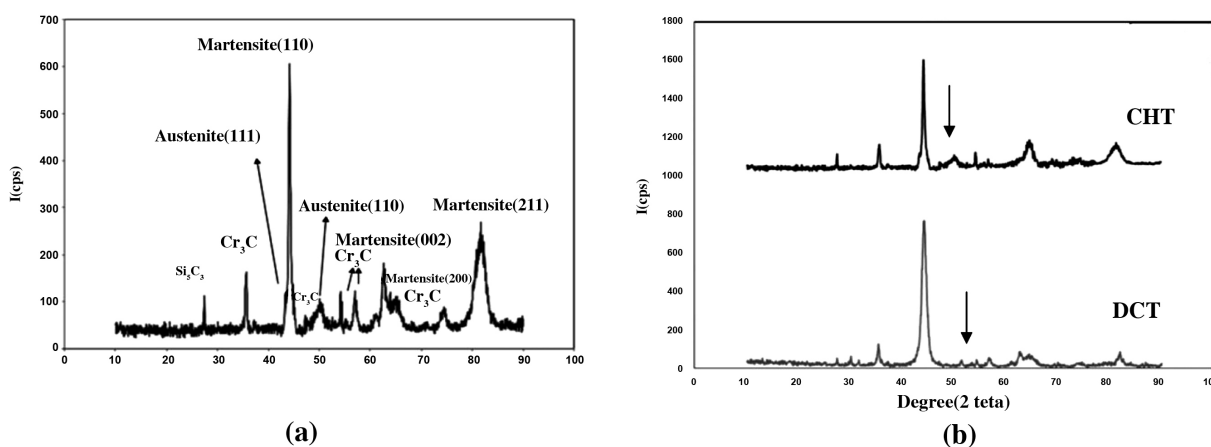 700
600
500
400
300
200
100
0
I(cps)
0 10 20 30 40 50 60 70 80 90 100
Martensite(110)
Austenite(111)
Austenite(110)
Martensite(211)
Martensite(002)
Cr₃C
Cr₃C
Si₅C₃
Martensite(200)
Cr₃C
Cr₃C
(a)
1800
1600
1400
1200
1000
800
600
400
200
0
I(cps)
CHT
DCT
0 10 20 30 40 50 60 70 80 90 100
Degree(2 teta)
(b)